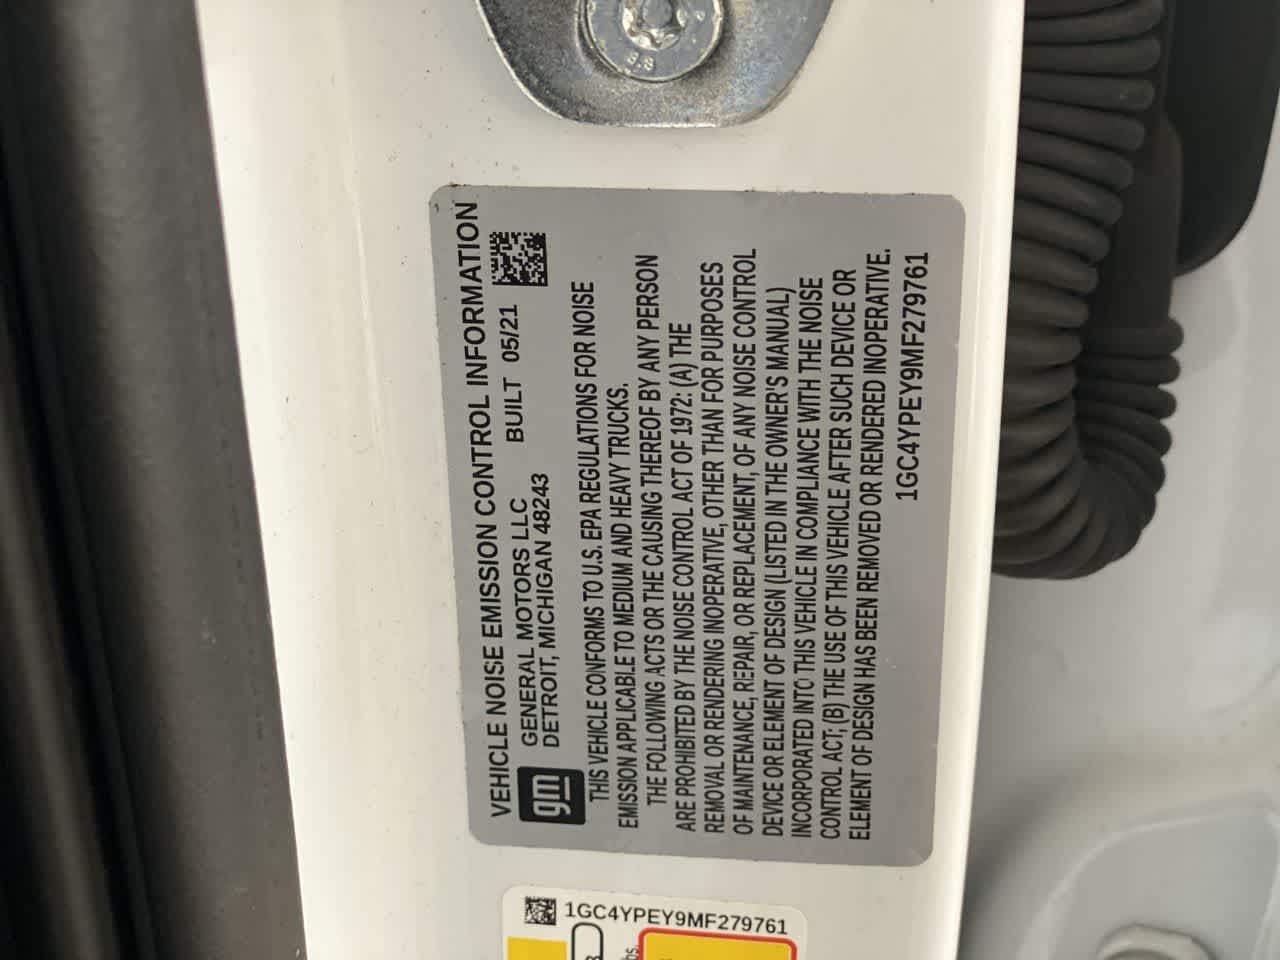 VEHICLE NOISE EMISSION CONTROL INFORMATION
gm
GENERAL MOTORS LLC
DETROIT, MICHIGAN 48243
BUILT 05/21
THIS VEHICLE CONFORMS TO U.S. EPA REGULATIONS FOR NOISE
EMISSION APPLICABLE TO MEDIUM AND HEAVY TRUCKS.
THE FOLLOWING ACTS OR THE CAUSING THEREOF BY ANY PERSON
ARE PROHIBITED BY THE NOISE CONTROL ACT OF 1972: (A) THE
REMOVAL OR RENDERING INOPERATIVE, OTHER THAN FOR PURPOSES
OF MAINTENANCE, REPAIR, OR REPLACEMENT, OF ANY NOISE CONTROL
DEVICE OR ELEMENT OF DESIGN (LISTED IN THE OWNER'S MANUAL)
INCORPORATED INTO THIS VEHICLE IN COMPLIANCE WITH THE NOISE
CONTROL ACT; (B) THE USE OF THIS VEHICLE AFTER SUCH DEVICE OR
ELEMENT OF DESIGN HAS BEEN REMOVED OR RENDERED INOPERATIVE.
1GC4YPEY9MF279761
1GC4YPEY9MF279761
8.8